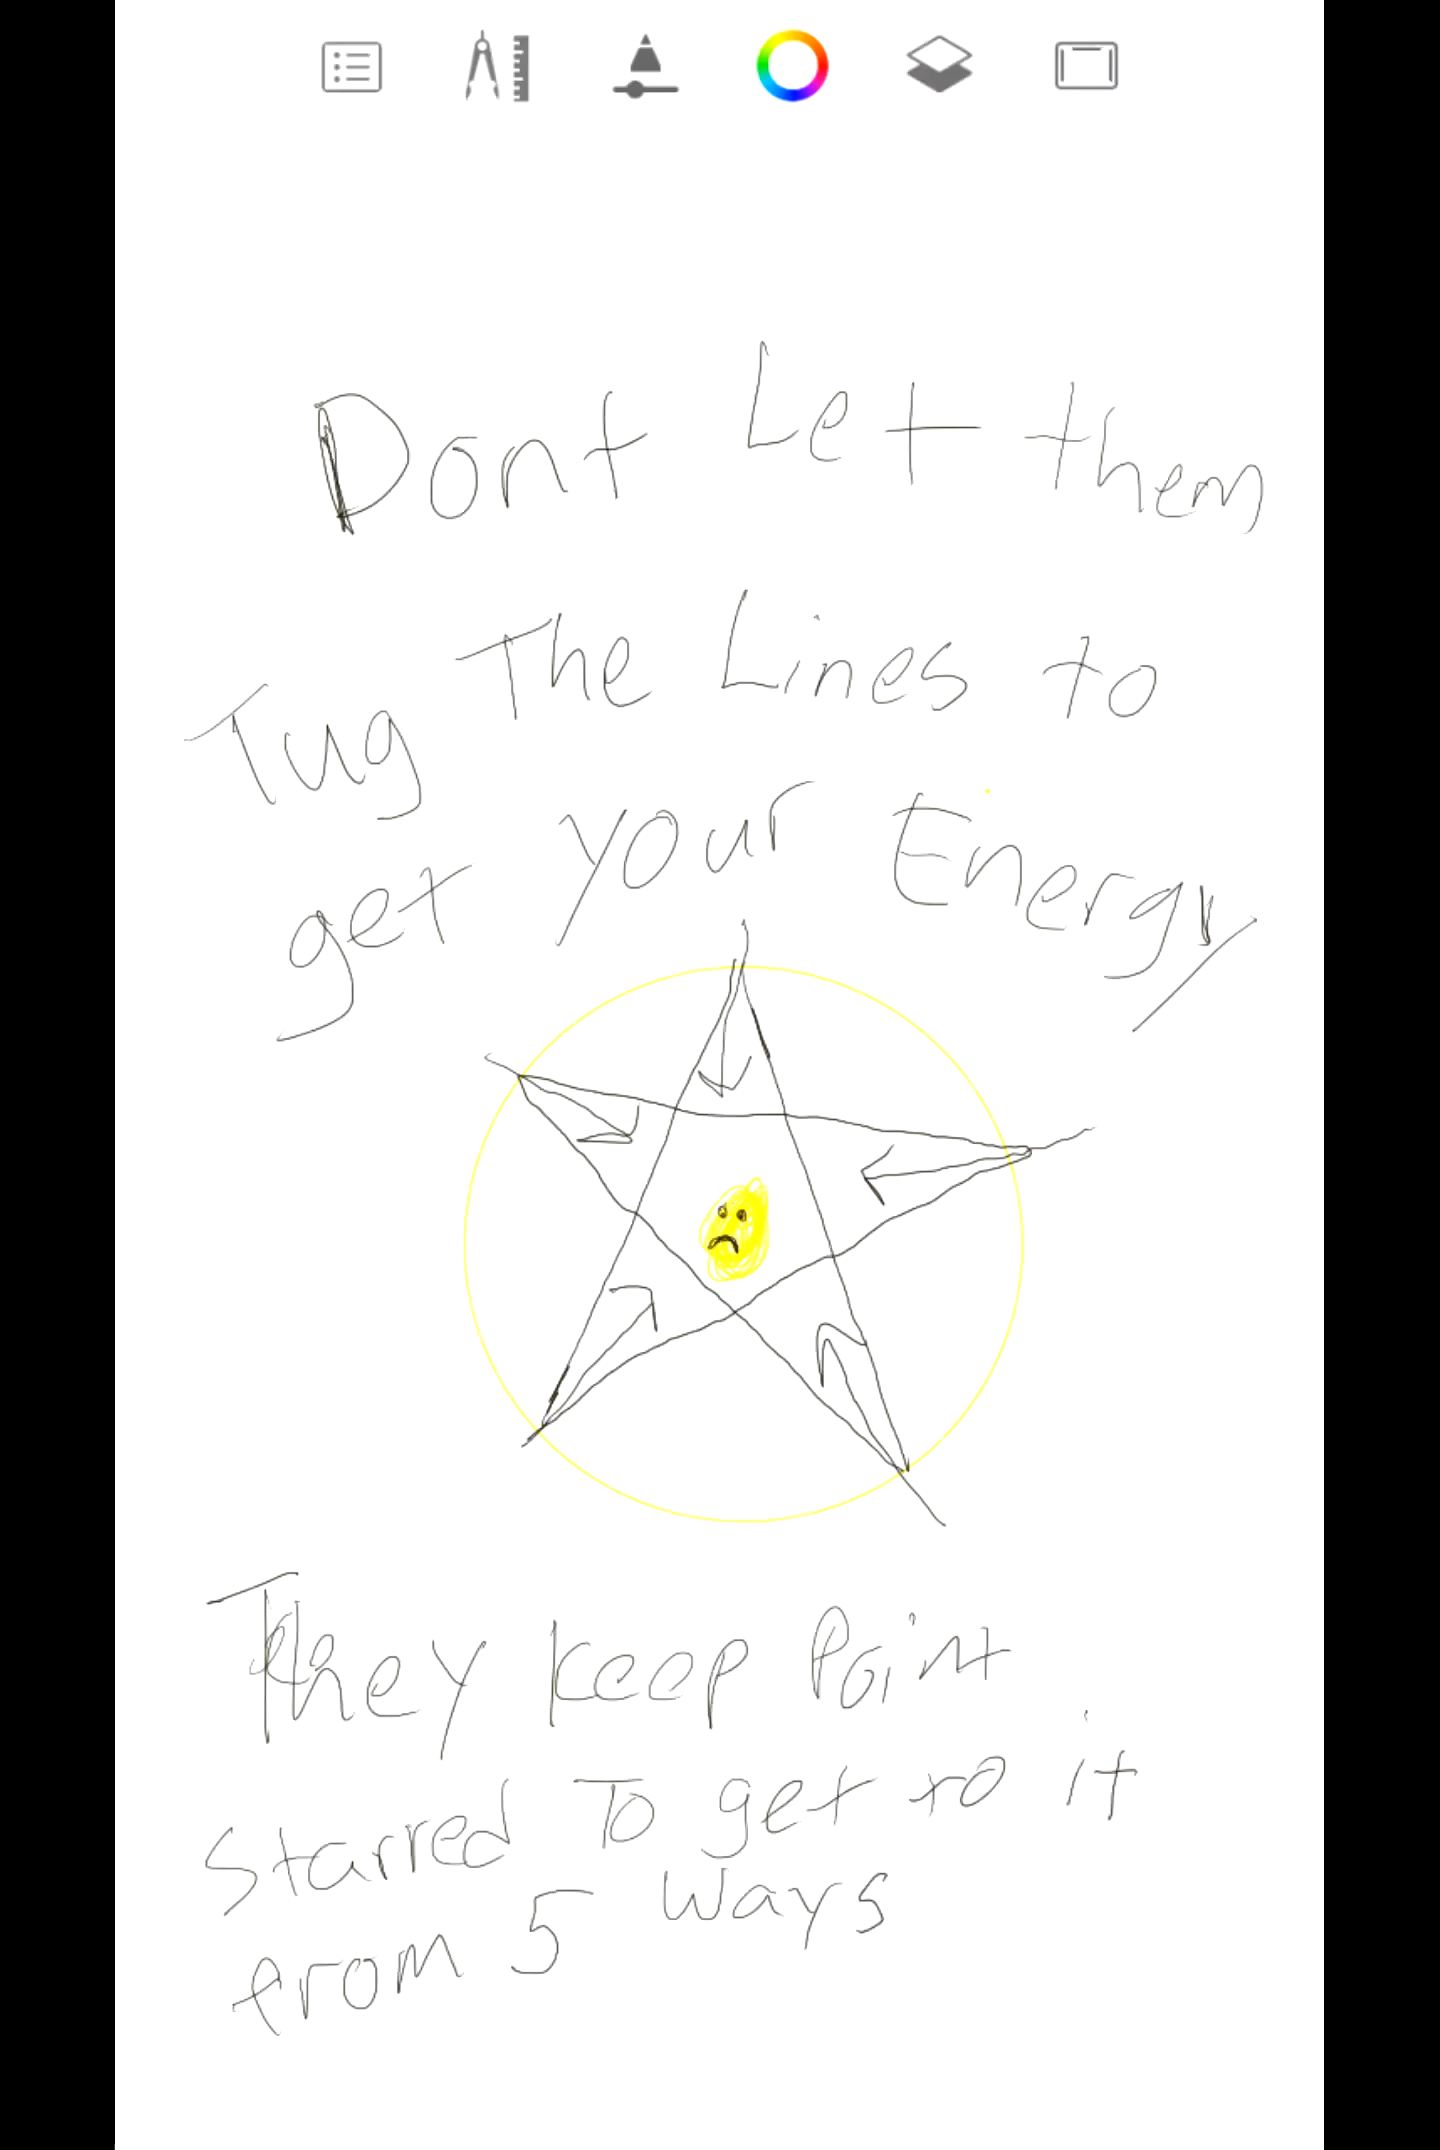 Dont Let them
Tug The Lines to
get your Energy
They keep Point
Starred To get to it
from 5 ways